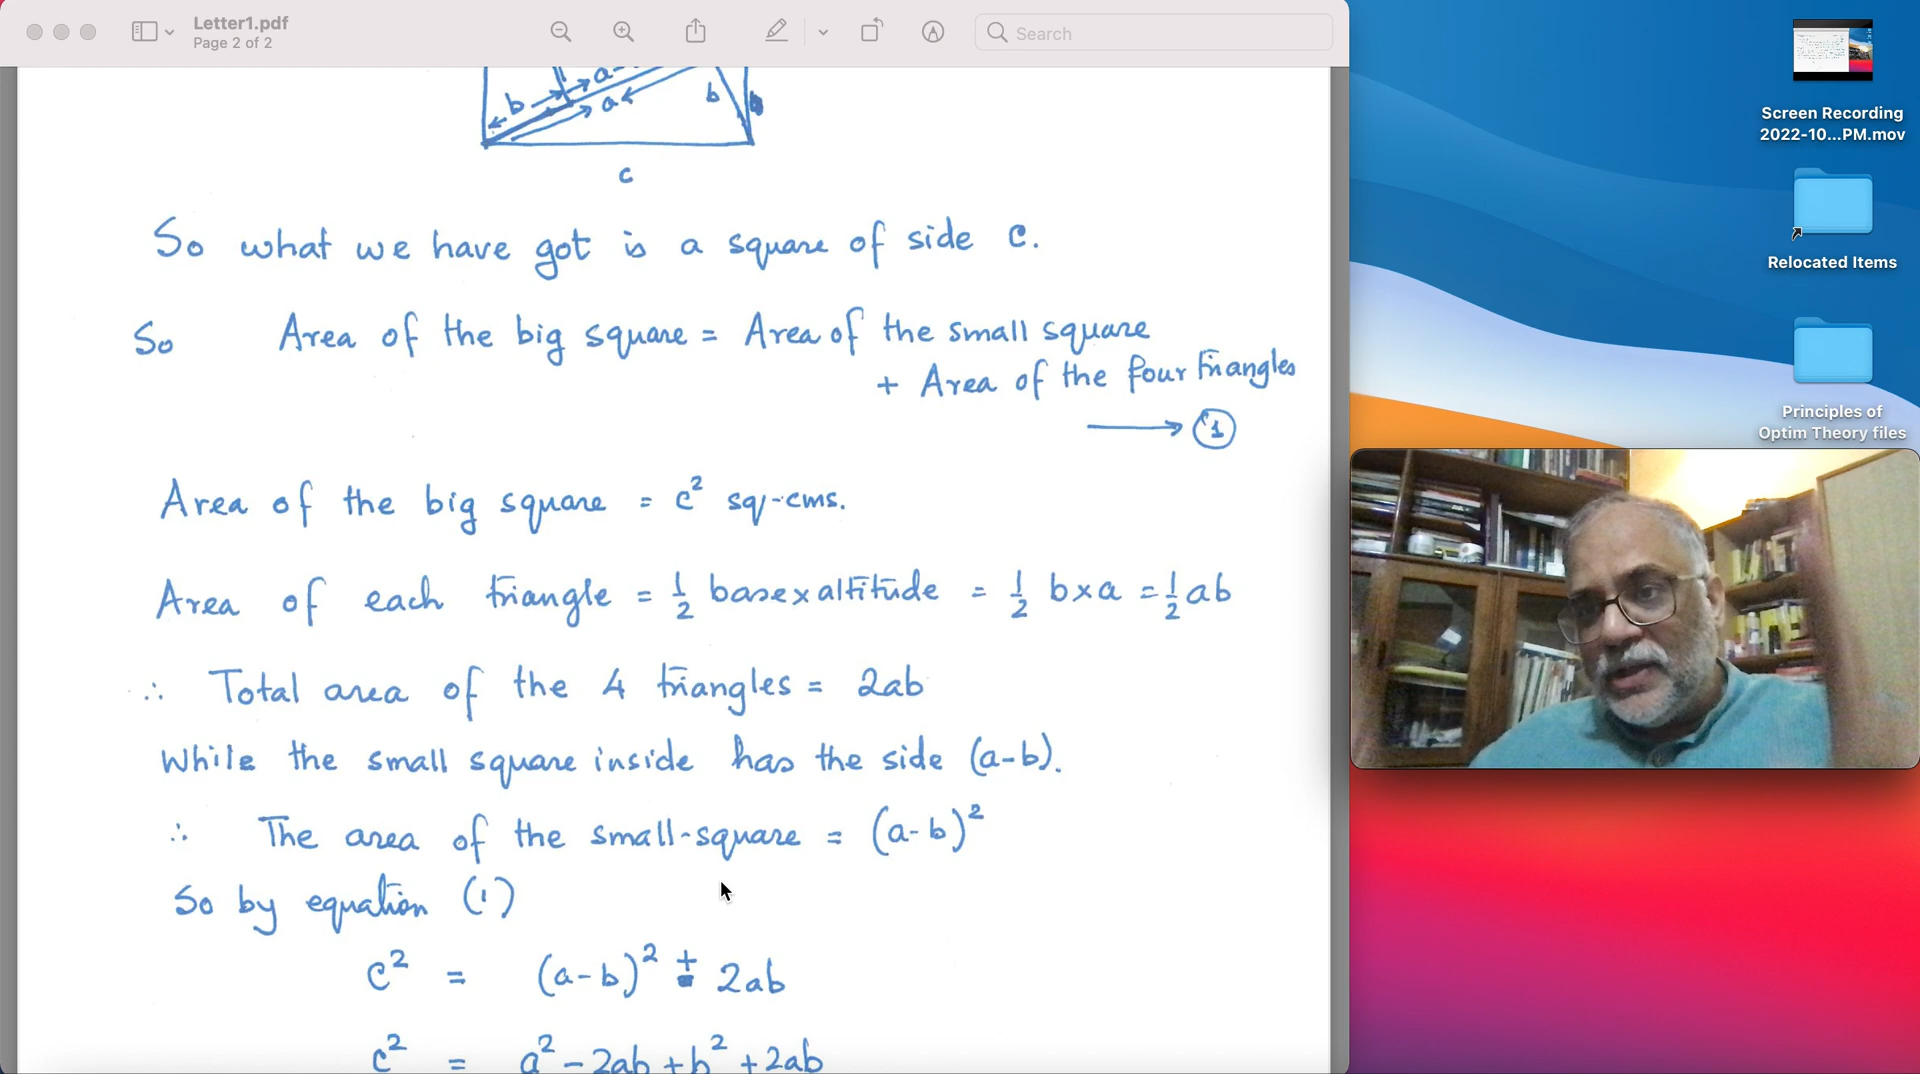 Letter1.pdf
Page 2 of 2
Search
b
a
a
b
c
So what we have got is a square of side c.
So Area of the big square = Area of the small square
+ Area of the four triangles
→ 1
Area of the big square = c² sq-cms.
Area of each triangle = 1/2 base x altitude = 1/2 b x a = 1/2 ab
∴ Total area of the 4 triangles = 2ab
While the small square inside has the side (a-b).
∴ The area of the small-square = (a-b)²
So by equation (1)
c² = (a-b)² + 2ab
c² = a² - 2ab + b² + 2ab
Screen Recording
2022-10...PM.mov
Relocated Items
Principles of
Optim Theory files